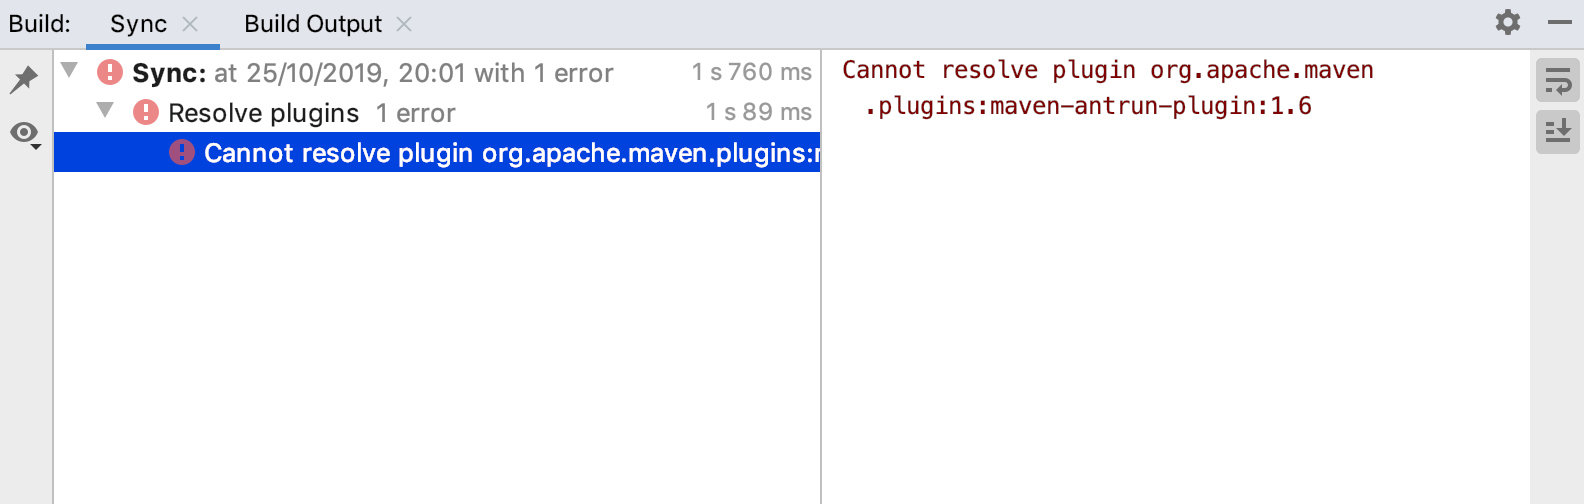 Build: Sync Build Output
Sync: at 25/10/2019, 20:01 with 1 error 1 s 760 ms
Resolve plugins 1 error 1 s 89 ms
Cannot resolve plugin org.apache.maven.plugins:
Cannot resolve plugin org.apache.maven
.plugins:maven-antrun-plugin:1.6